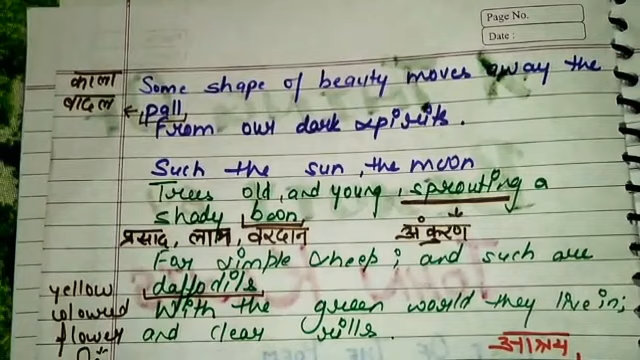 Page No.
Date :
काला Some shape of beauty moves away the
बादल ← pall
From our dark spirits.
Such the sun, the moon
Trees old, and young, sprouting a
shady boon
प्रसाद, लाभ, वरदान अंकुरण
For simple sheep; and such are
yellow daffodils
coloured With the green world they live in;
flower and clear rills.
आश्रय,